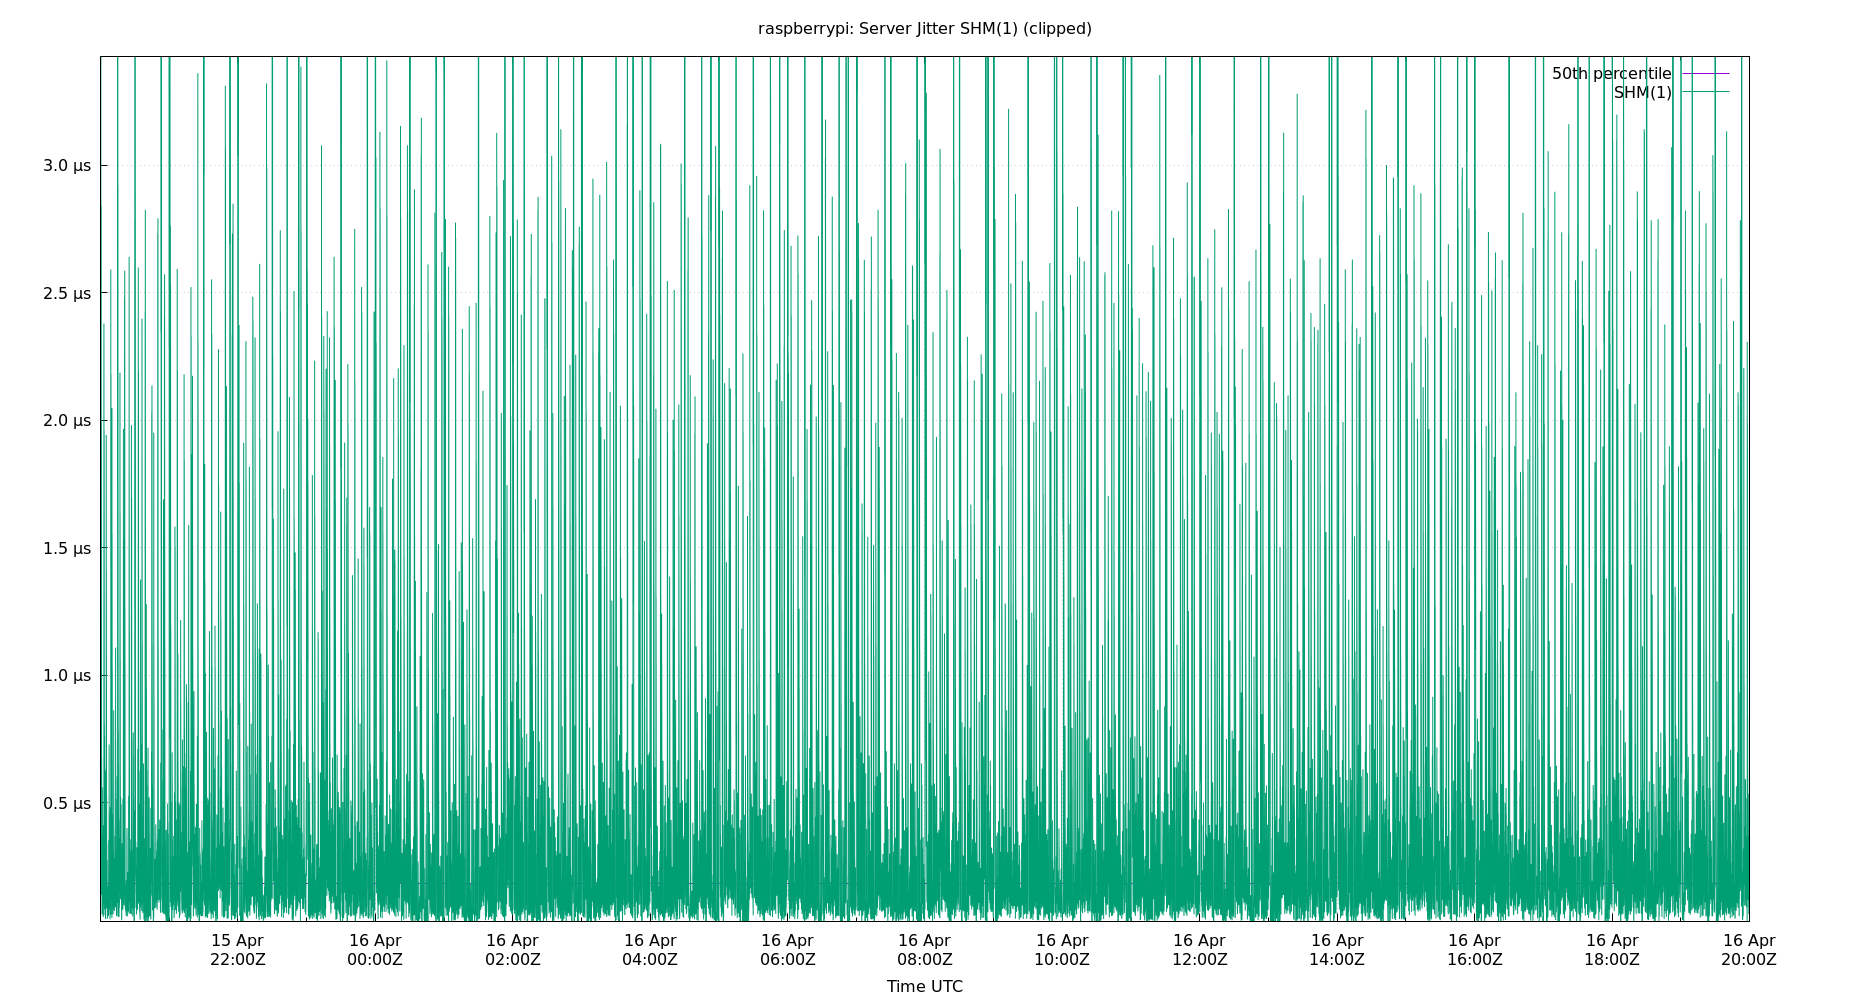 raspberrypi: Server Jitter SHM(1) (clipped)
50th percentile
SHM(1)
3.0 µs
2.5 µs
2.0 µs
1.5 µs
1.0 µs
0.5 µs
15 Apr 16 Apr 16 Apr 16 Apr 16 Apr 16 Apr 16 Apr 16 Apr 16 Apr 16 Apr 16 Apr 16 Apr
22:00Z 00:00Z 02:00Z 04:00Z 06:00Z 08:00Z 10:00Z 12:00Z 14:00Z 16:00Z 18:00Z 20:00Z
Time UTC